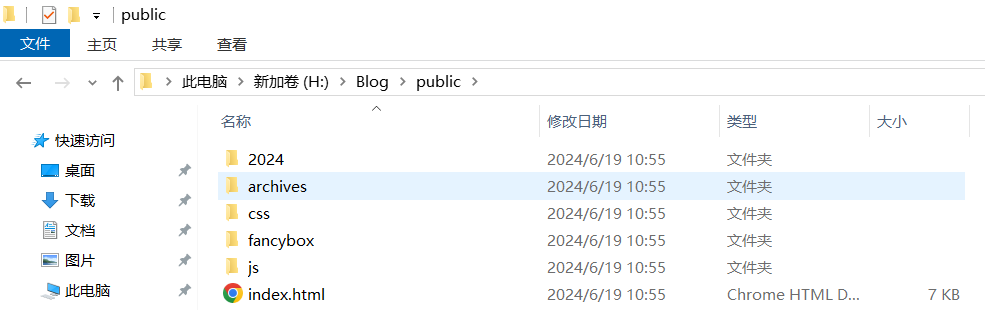 public
文件 主页 共享 查看
此电脑 新加卷 (H:) Blog public
名称 修改日期 类型 大小
快速访问
桌面
下载
文档
图片
此电脑
2024 2024/6/19 10:55 文件夹
archives 2024/6/19 10:55 文件夹
css 2024/6/19 10:55 文件夹
fancybox 2024/6/19 10:55 文件夹
js 2024/6/19 10:55 文件夹
index.html 2024/6/19 10:55 Chrome HTML D... 7 KB